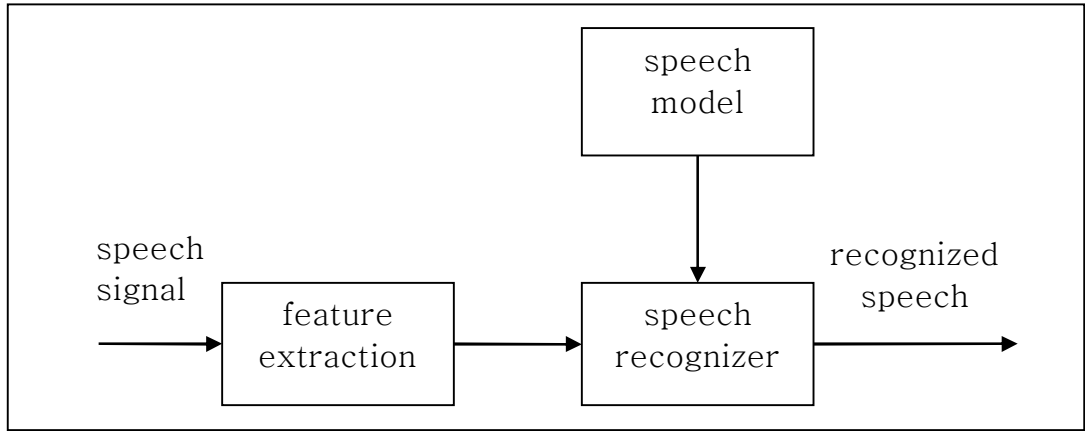 speech
model
speech
signal
feature
extraction
speech
recognizer
recognized
speech